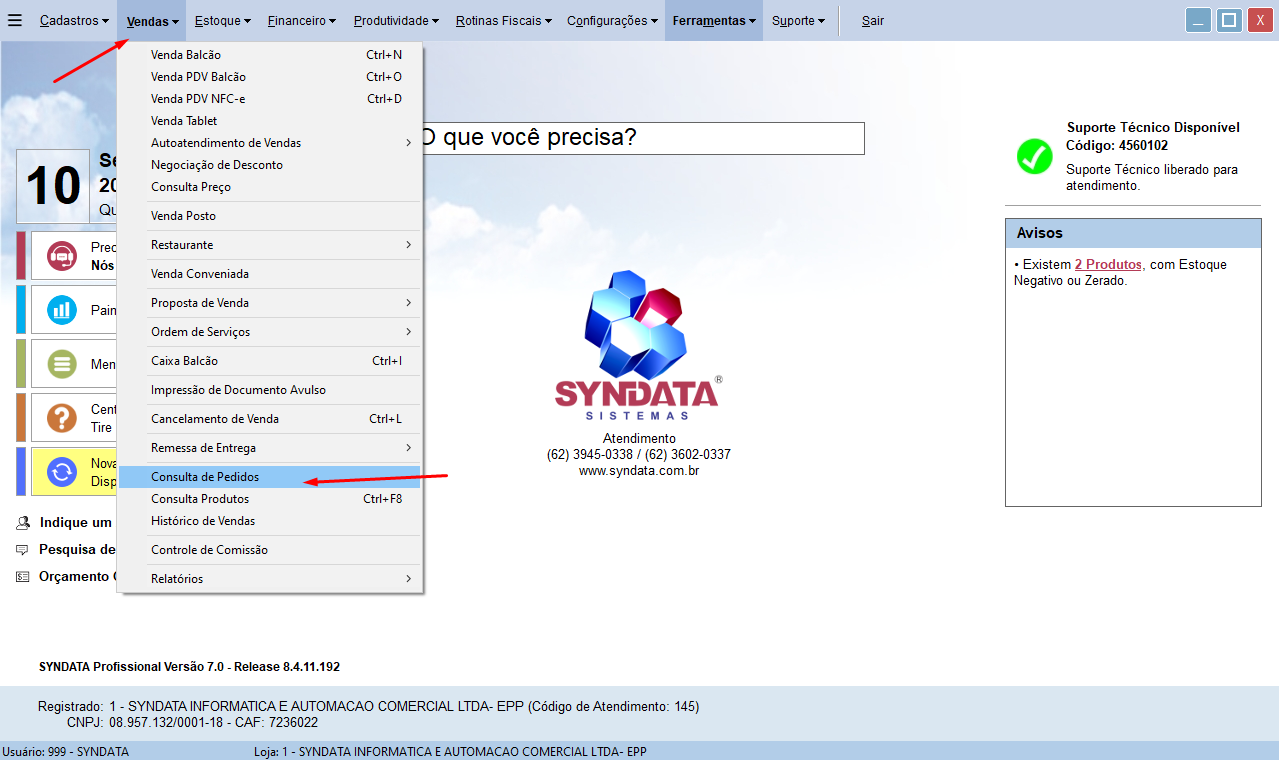 Cadastros
Vendas
Estoque
Financeiro
Produtividade
Rotinas Fiscais
Configurações
Ferramentas
Suporte
Sair
Venda Balcão Ctrl+N
Venda PDV Balcão Ctrl+O
Venda PDV NFC-e Ctrl+D
Venda Tablet
Autoatendimento de Vendas
Negociação de Desconto
Consulta Preço
Venda Posto
Restaurante
Venda Conveniada
Proposta de Venda
Ordem de Serviços
Caixa Balcão Ctrl+I
Impressão de Documento Avulso
Cancelamento de Venda Ctrl+L
Remessa de Entrega
Consulta de Pedidos
Consulta Produtos Ctrl+F8
Histórico de Vendas
Controle de Comissão
Relatórios
O que você precisa?
10
20
Nós
Tire
Indique um
Pesquisa de
Orçamento
SYNDATA®
SISTEMAS
Atendimento
(62) 3945-0338 / (62) 3602-0337
www.syndata.com.br
Suporte Técnico Disponível
Código: 4560102
Suporte Técnico liberado para
atendimento.
Avisos
• Existem 2 Produtos, com Estoque
Negativo ou Zerado.
SYNDATA Profissional Versão 7.0 - Release 8.4.11.192
Registrado: 1 - SYNDATA INFORMATICA E AUTOMACAO COMERCIAL LTDA- EPP (Código de Atendimento: 145)
CNPJ: 08.957.132/0001-18 - CAF: 7236022
Usuário: 999 - SYNDATA
Loja: 1 - SYNDATA INFORMATICA E AUTOMACAO COMERCIAL LTDA- EPP